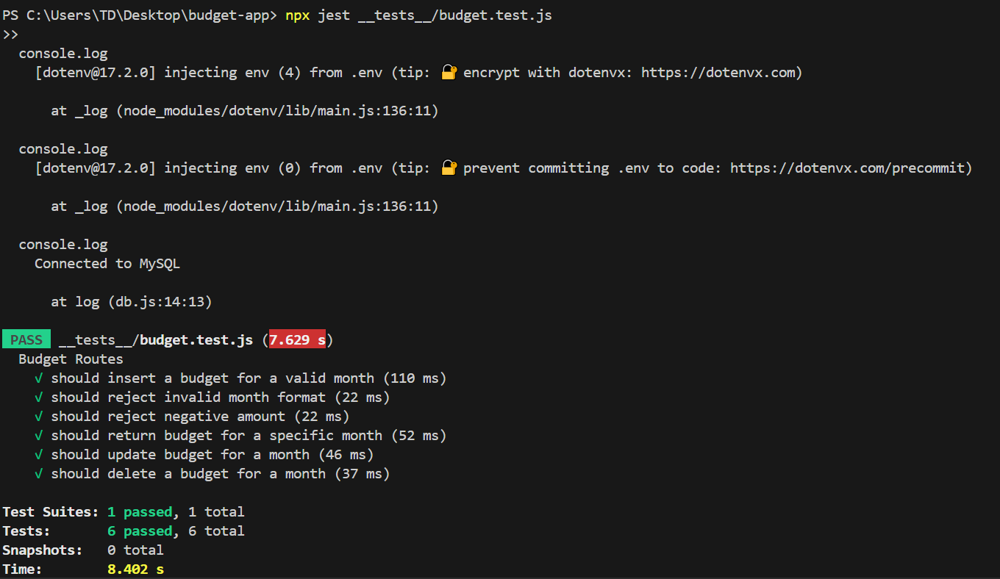 PS C:\Users\TD\Desktop\budget-app> npx jest __tests__/budget.test.js
>>
console.log
[dotenv@17.2.0] injecting env (4) from .env (tip: 🔐 encrypt with dotenvx: https://dotenvx.com)
at _log (node_modules/dotenv/lib/main.js:136:11)
console.log
[dotenv@17.2.0] injecting env (0) from .env (tip: 🔐 prevent committing .env to code: https://dotenvx.com/precommit)
at _log (node_modules/dotenv/lib/main.js:136:11)
console.log
Connected to MySQL
at log (db.js:14:13)
PASS __tests__/budget.test.js (7.629 s)
Budget Routes
√ should insert a budget for a valid month (110 ms)
√ should reject invalid month format (22 ms)
√ should reject negative amount (22 ms)
√ should return budget for a specific month (52 ms)
√ should update budget for a month (46 ms)
√ should delete a budget for a month (37 ms)
Test Suites: 1 passed, 1 total
Tests: 6 passed, 6 total
Snapshots: 0 total
Time: 8.402 s